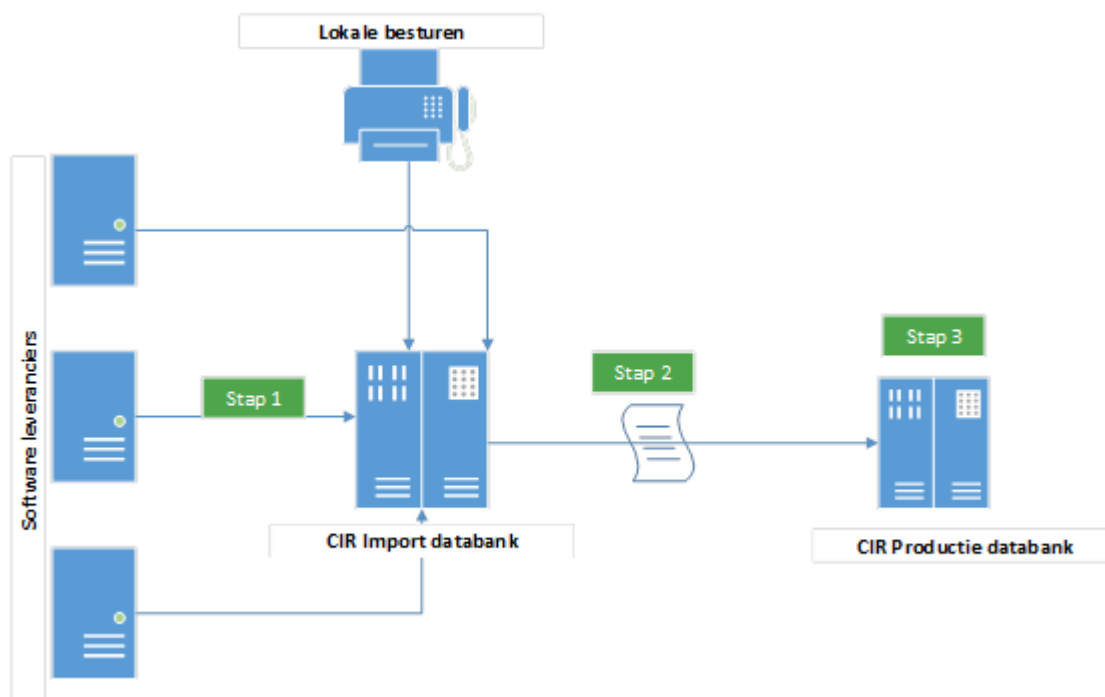 Lokale besturen
Software leveranciers
Stap 1
Stap 2
Stap 3
CIR Import databank
CIR Productie databank